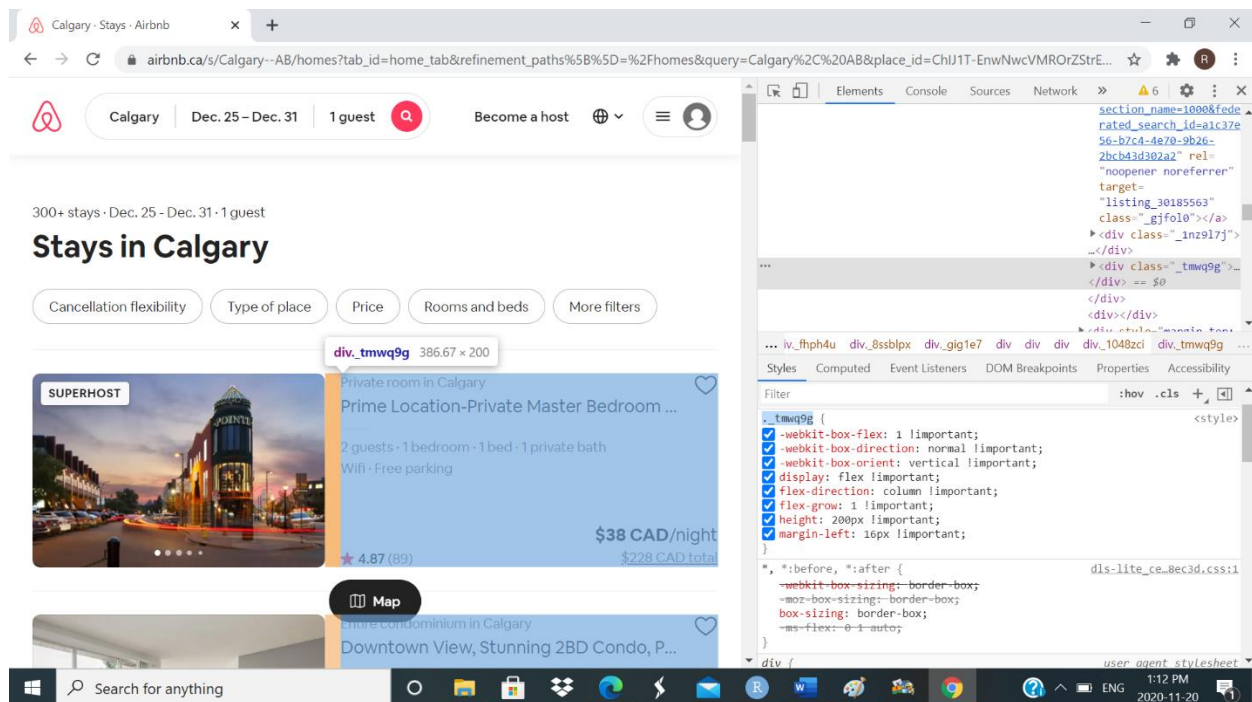 Calgary · Stays · Airbnb
airbnb.ca/s/Calgary--AB/homes?tab_id=home_tab&refinement_paths%5B%5D=%2Fhomes&query=Calgary%2C%20AB&place_id=ChIJ1T-EnwNwcVMROrZStrE...
R
Calgary Dec. 25 – Dec. 31 1 guest Become a host
300+ stays · Dec. 25 - Dec. 31 · 1 guest
Stays in Calgary
Cancellation flexibility Type of place Price Rooms and beds More filters
div._tmwq9g 386.67 × 200
SUPERHOST
POINTE
Private room in Calgary
Prime Location-Private Master Bedroom ...
2 guests · 1 bedroom · 1 bed · 1 private bath
Wifi · Free parking
$38 CAD/night
4.87 (89)
$228 CAD total
Map
Entire condominium in Calgary
Downtown View, Stunning 2BD Condo, P...
Elements Console Sources Network » 6
section_name=1000&fede
rated_search_id=a1c37e
56-b7c4-4e70-9b26-
2bcb43d302a2" rel=
"noopener noreferrer"
target=
"listing_30185563"
class="_gjfol0"></a>
<div class="_1nz9l7j">
…</div>
<div class="_tmwq9g">…
</div> == $0
</div>
<div></div>
<div style="margin-top:
... iv._fhph4u div._8ssblpx div._gig1e7 div div div div._1048zci div._tmwq9g ...
Styles Computed Event Listeners DOM Breakpoints Properties Accessibility
Filter :hov .cls +
._tmwq9g { <style>
-webkit-box-flex: 1 !important;
-webkit-box-direction: normal !important;
-webkit-box-orient: vertical !important;
display: flex !important;
flex-direction: column !important;
flex-grow: 1 !important;
height: 200px !important;
margin-left: 16px !important;
}
*, *:before, *:after { dls-lite_ce…8ec3d.css:1
-webkit-box-sizing: border-box;
-moz-box-sizing: border-box;
box-sizing: border-box;
-ms-flex: 0 1 auto;
}
div { user agent stylesheet
Search for anything
R
W
ENG
1:12 PM
2020-11-20
1